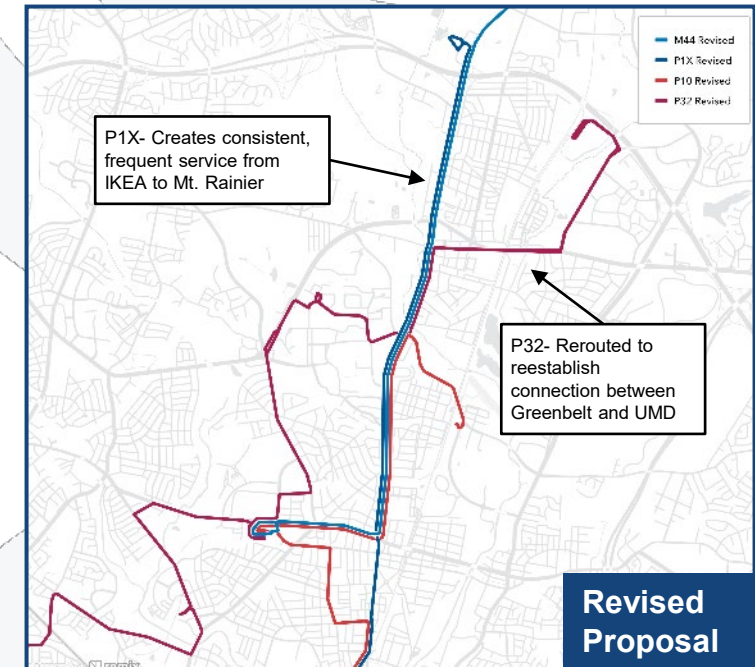 M44 Revised
P1X Revised
P10 Revised
P32 Revised
P1X- Creates consistent,
frequent service from
IKEA to Mt. Rainier
P32- Rerouted to
reestablish
connection between
Greenbelt and UMD
Revised
Proposal